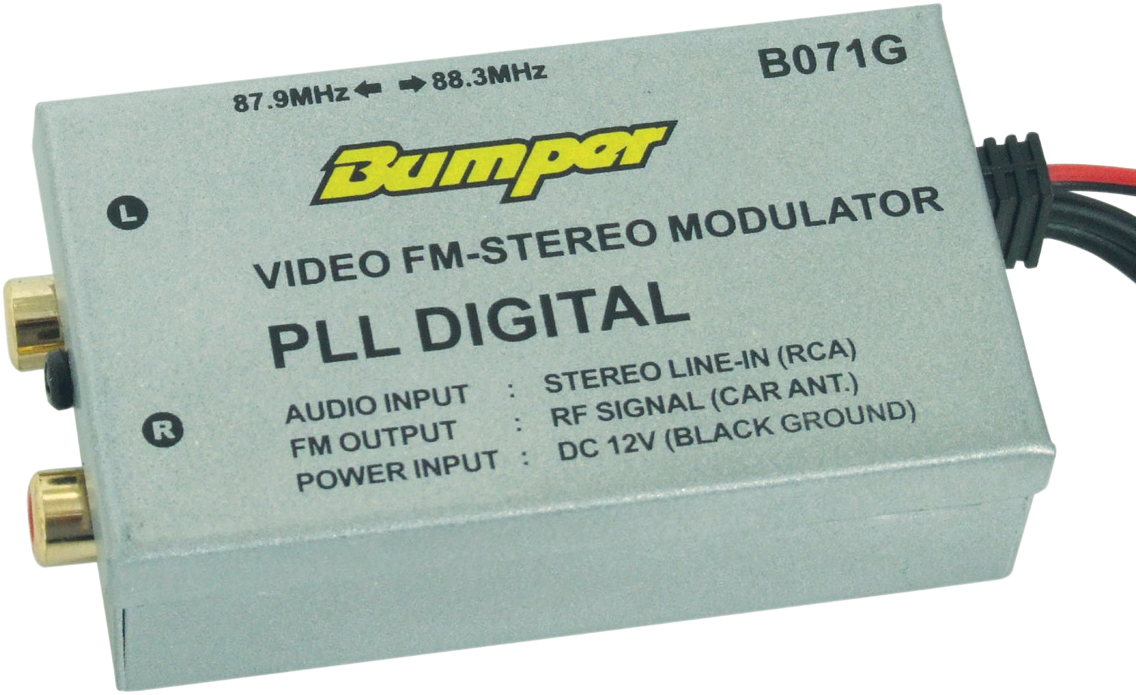 87.9MHz ← → 88.3MHz
B071G
Bumper
L
VIDEO FM-STEREO MODULATOR
PLL DIGITAL
AUDIO INPUT : STEREO LINE-IN (RCA)
R
FM OUTPUT : RF SIGNAL (CAR ANT.)
POWER INPUT : DC 12V (BLACK GROUND)